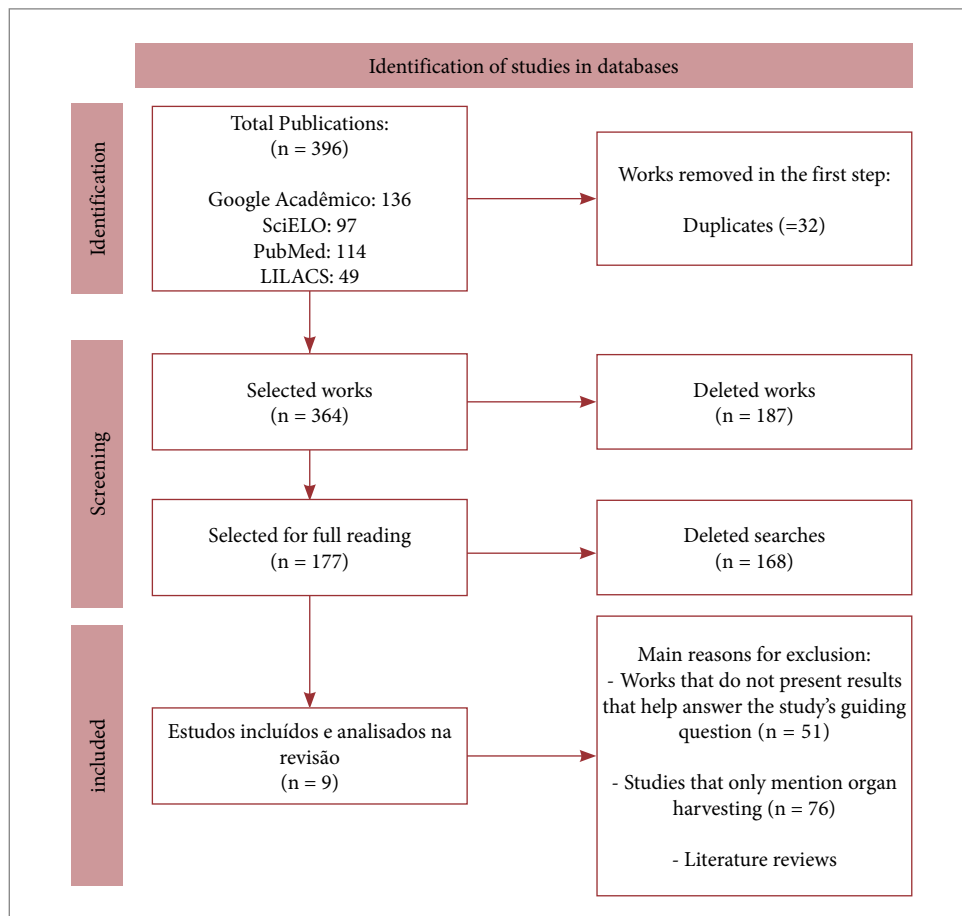 Identification of studies in databases
Identification
Total Publications:
(n = 396)
Google Acadêmico: 136
SciELO: 97
PubMed: 114
LILACS: 49
Works removed in the first step:
Duplicates (=32)
Screening
Selected works
(n = 364)
Deleted works
(n = 187)
Selected for full reading
(n = 177)
Deleted searches
(n = 168)
included
Estudos incluídos e analisados na
revisão
(n = 9)
Main reasons for exclusion:
- Works that do not present results
that help answer the study’s guiding
question (n = 51)
- Studies that only mention organ
harvesting (n = 76)
- Literature reviews